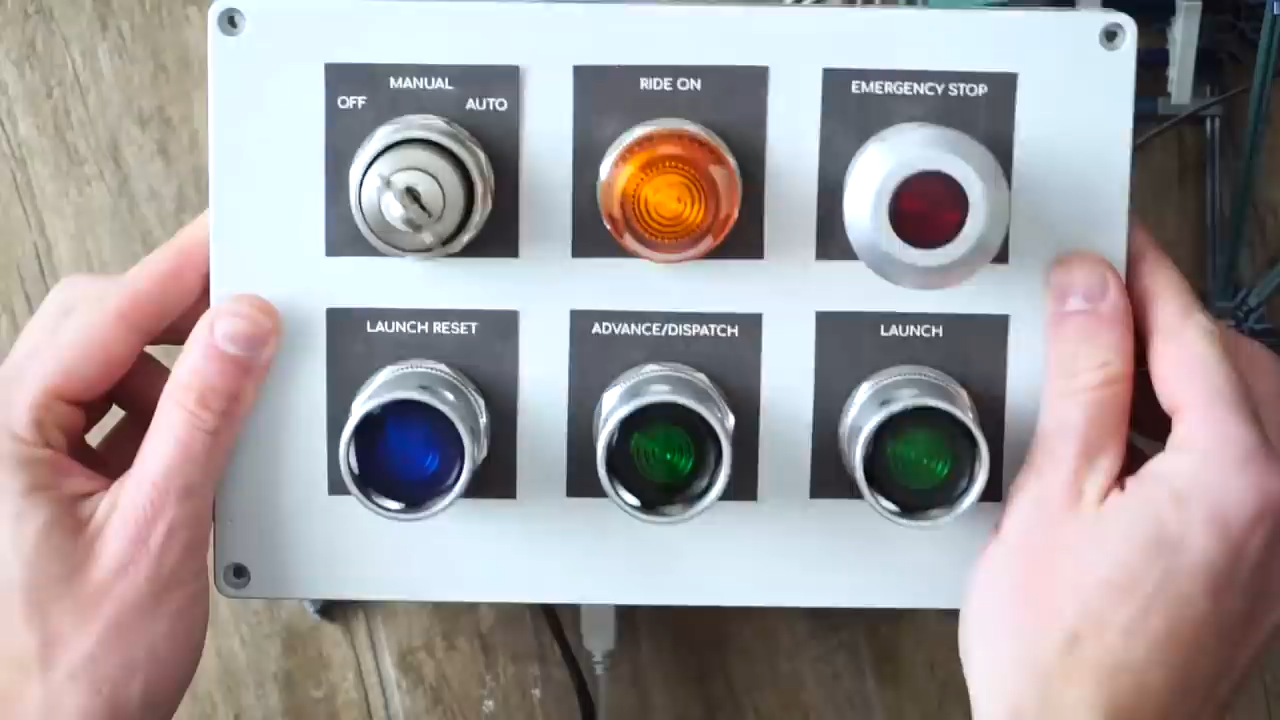 MANUAL
OFF AUTO
RIDE ON
EMERGENCY STOP
LAUNCH RESET
ADVANCE/DISPATCH
LAUNCH